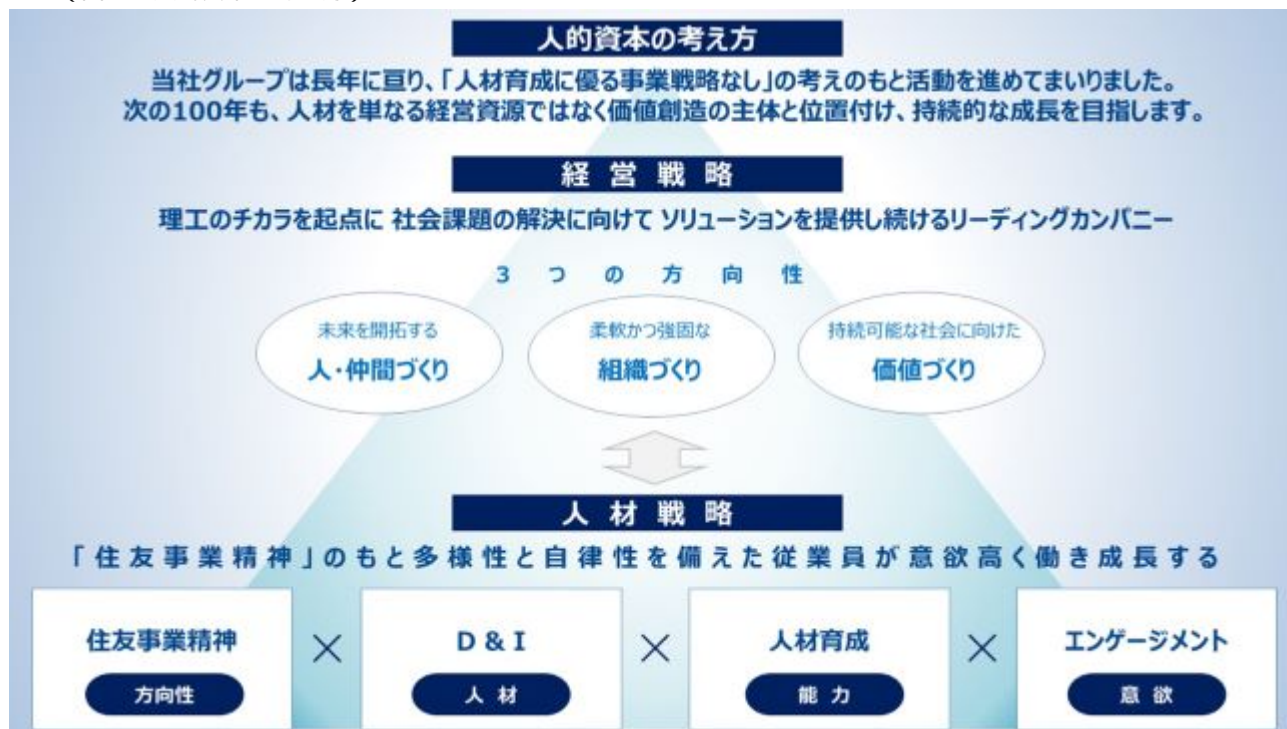 人的資本の考え方
当社グループは長年に亘り、「人材育成に優る事業戦略なし」の考えのもと活動を進めてまいりました。
次の100年も、人材を単なる経営資源ではなく価値創造の主体と位置付け、持続的な成長を目指します。
経営戦略
理工のチカラを起点に 社会課題の解決に向けて ソリューションを提供し続けるリーディングカンパニー
3つの方向性
未来を開拓する
人・仲間づくり
柔軟かつ強固な
組織づくり
持続可能な社会に向けた
価値づくり
人材戦略
「住友事業精神」のもと多様性と自律性を備えた従業員が意欲高く働き成長する
住友事業精神
方向性
×
D & I
人材
×
人材育成
能力
×
エンゲージメント
意欲